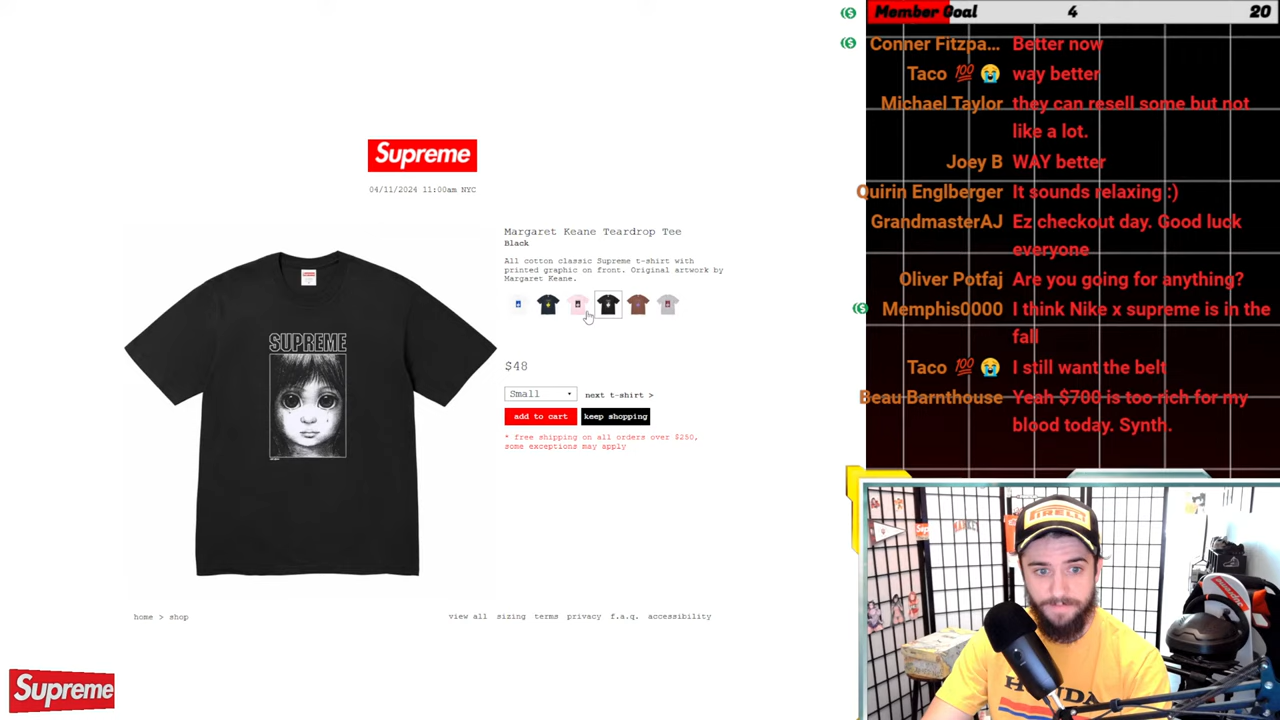 Supreme
04/11/2024 11:00am NYC
Margaret Keane Teardrop Tee
Black
All cotton classic Supreme t-shirt with
printed graphic on front. Original artwork by
Margaret Keane.
$48
Small
next t-shirt >
add to cart
keep shopping
* free shipping on all orders over $250,
some exceptions may apply
SUPREME
home > shop
view all sizing terms privacy f.a.q. accessibility
Supreme
Member Goal 4 20
Conner Fitzpa... Better now
Taco 💯 😭 way better
Michael Taylor they can resell some but not
like a lot.
Joey B WAY better
Quirin Englberger It sounds relaxing :)
GrandmasterAJ Ez checkout day. Good luck
everyone
Oliver Potfaj Are you going for anything?
Memphis0000 I think Nike x supreme is in the
fall
Taco 💯 😭 I still want the belt
Beau Barnthouse Yeah $700 is too rich for my
blood today. Synth.
PIRELLI
HONDA